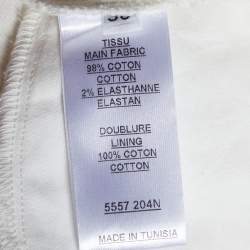 TISSU
MAIN FABRIC
98% COTON
COTTON
2% ELASTHANNE
ELASTAN
DOUBLURE
LINING
100% COTON
COTTON
5557 204N
MADE IN TUNISIA